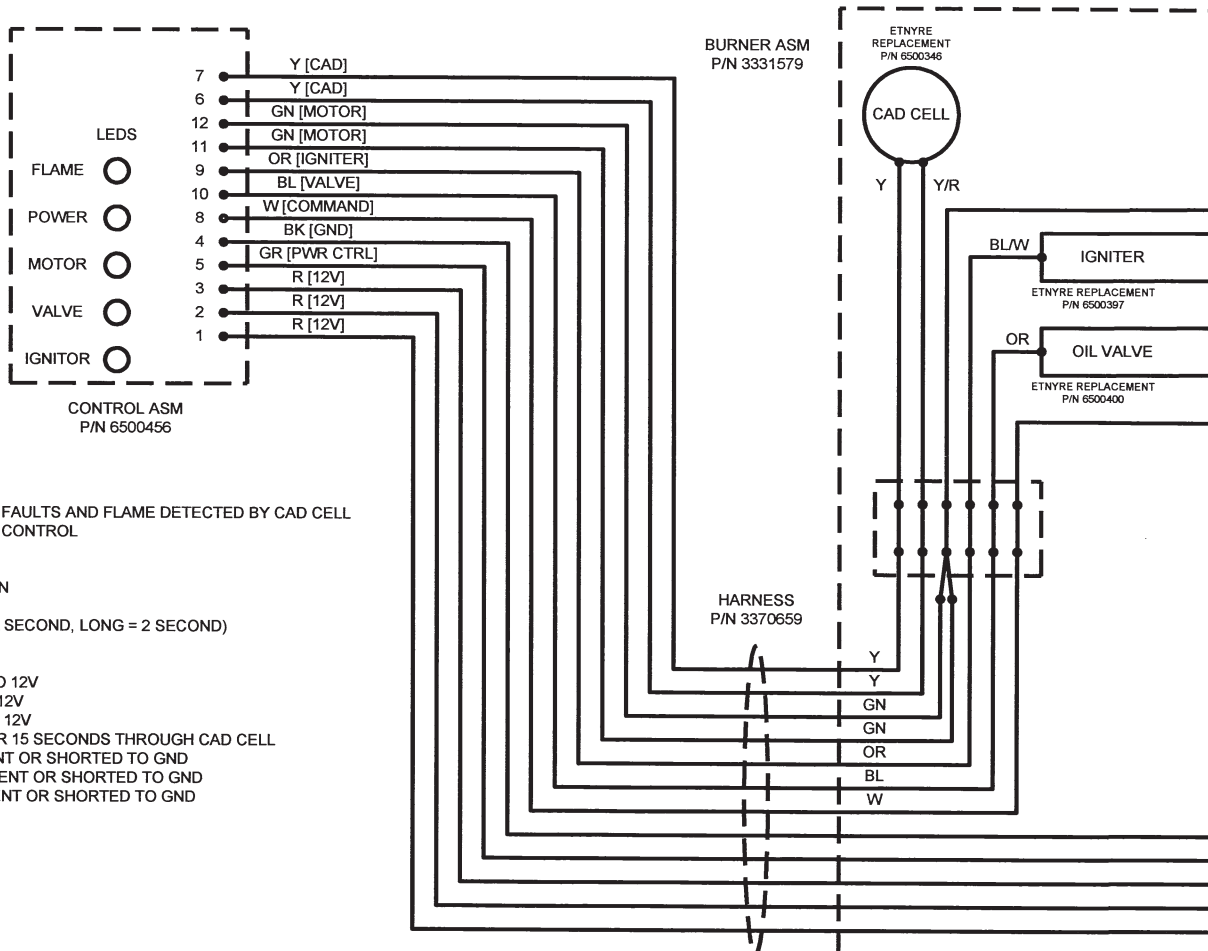 BURNER ASM
P/N 3331579
ETNYRE
REPLACEMENT
P/N 6500346
CAD CELL
Y
Y/R
BL/W
IGNITER
ETNYRE REPLACEMENT
P/N 6500397
OR
OIL VALVE
ETNYRE REPLACEMENT
P/N 6500400
LEDS
FLAME
POWER
MOTOR
VALVE
IGNITOR
7 Y [CAD]
6 Y [CAD]
12 GN [MOTOR]
11 GN [MOTOR]
9 OR [IGNITER]
10 BL [VALVE]
8 W [COMMAND]
4 BK [GND]
5 GR [PWR CTRL]
3 R [12V]
2 R [12V]
1 R [12V]
CONTROL ASM
P/N 6500456
FAULTS AND FLAME DETECTED BY CAD CELL
CONTROL
N
SECOND, LONG = 2 SECOND)
O 12V
12V
12V
R 15 SECONDS THROUGH CAD CELL
NT OR SHORTED TO GND
ENT OR SHORTED TO GND
ENT OR SHORTED TO GND
HARNESS
P/N 3370659
Y
Y
GN
GN
OR
BL
W